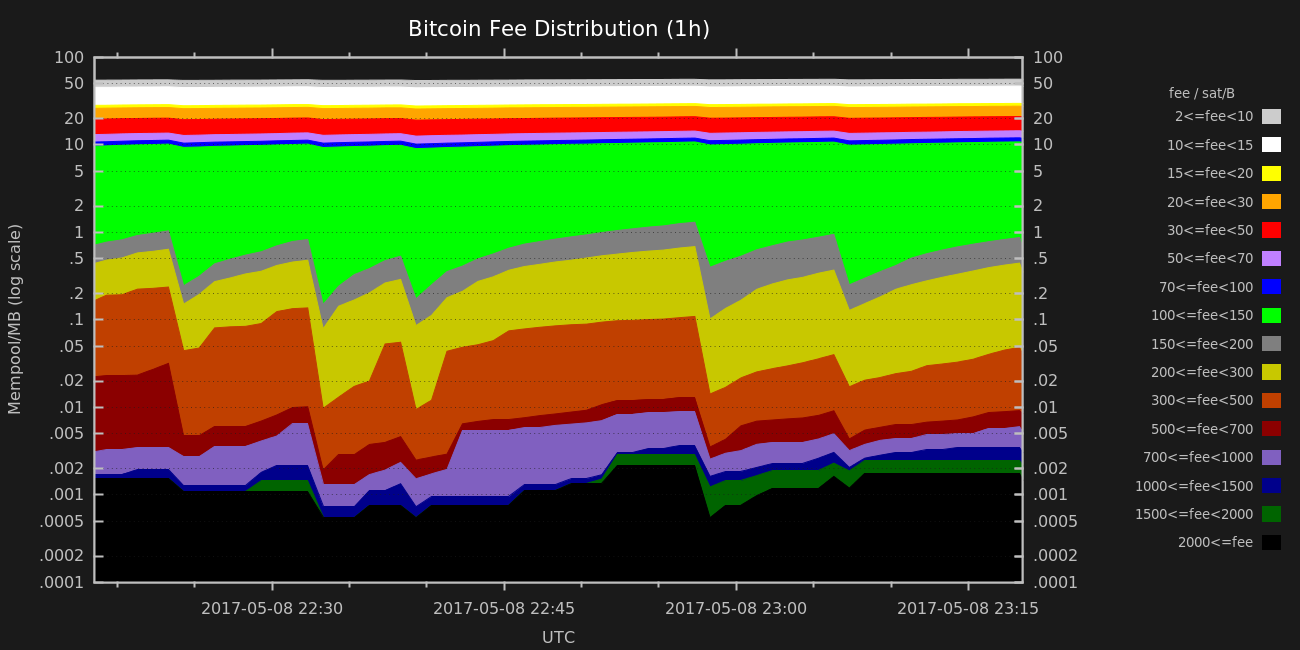 Bitcoin Fee Distribution (1h)
Mempool/MB (log scale)
100
50
20
10
5
2
1
.5
.2
.1
.05
.02
.01
.005
.002
.001
.0005
.0002
.0001
100
50
20
10
5
2
1
.5
.2
.1
.05
.02
.01
.005
.002
.001
.0005
.0002
.0001
2017-05-08 22:30
2017-05-08 22:45
2017-05-08 23:00
2017-05-08 23:15
UTC
fee / sat/B
2<=fee<10
10<=fee<15
15<=fee<20
20<=fee<30
30<=fee<50
50<=fee<70
70<=fee<100
100<=fee<150
150<=fee<200
200<=fee<300
300<=fee<500
500<=fee<700
700<=fee<1000
1000<=fee<1500
1500<=fee<2000
2000<=fee